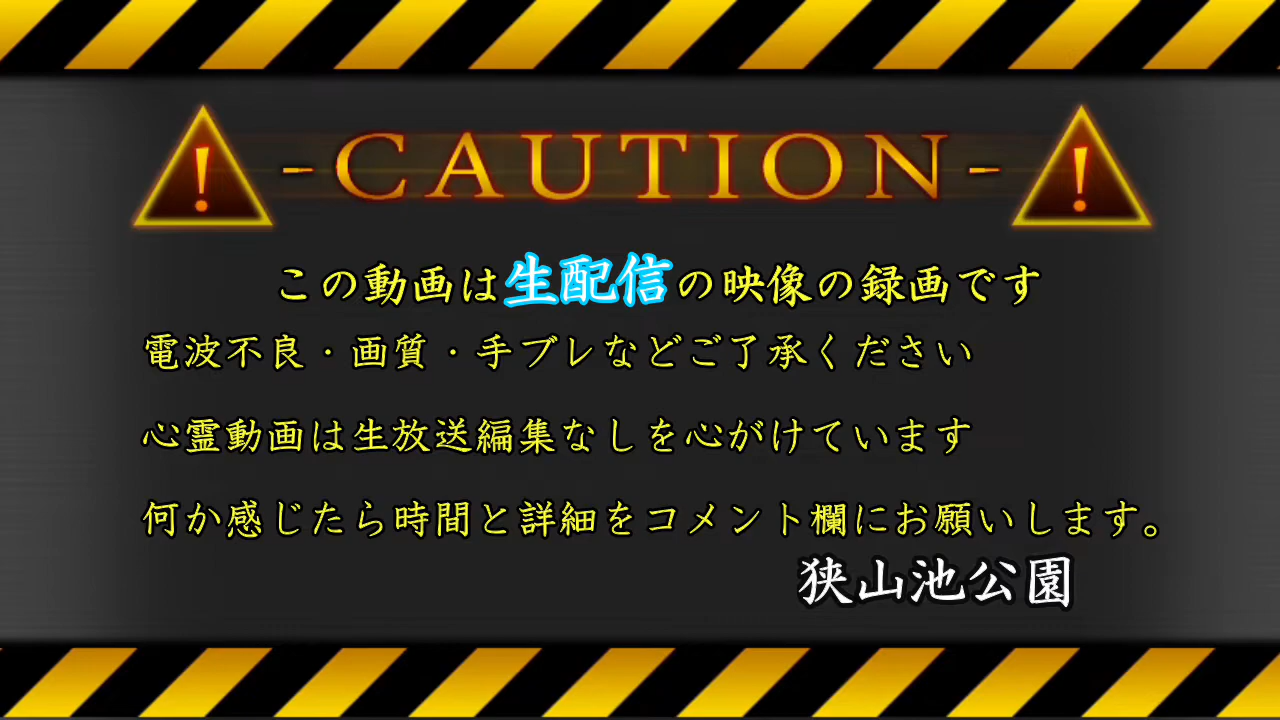 -CAUTION-
この動画は生配信の映像の録画です
電波不良・画質・手ブレなどご了承ください
心霊動画は生放送編集なしを心がけています
何か感じたら時間と詳細をコメント欄にお願いします。
狭山池公園